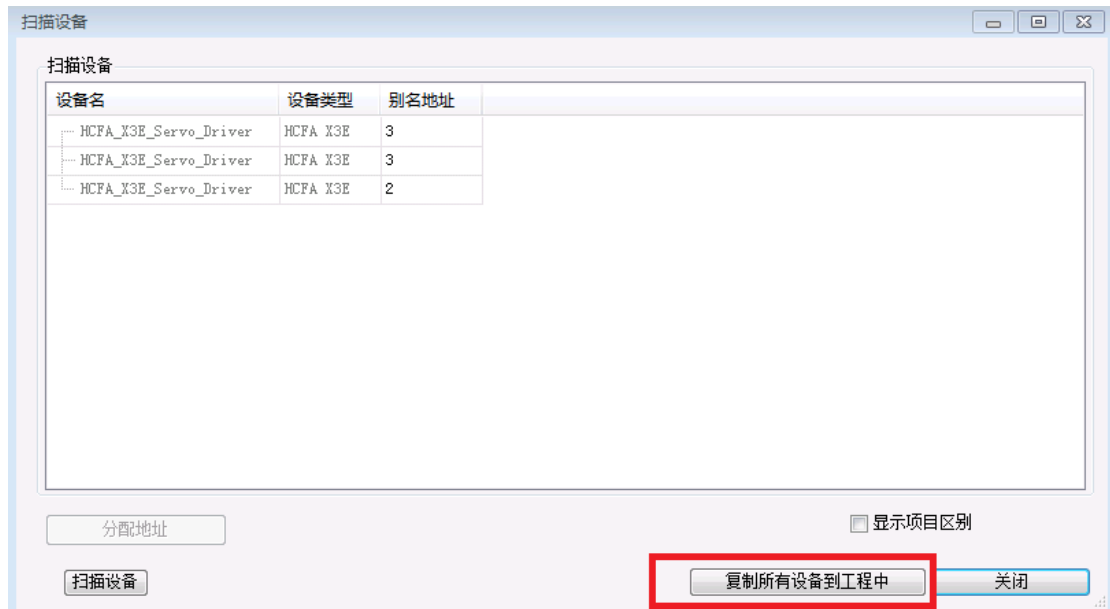 扫描设备
扫描设备
设备名 设备类型 别名地址
HCFA_X3E_Servo_Driver HCFA X3E 3
HCFA_X3E_Servo_Driver HCFA X3E 3
HCFA_X3E_Servo_Driver HCFA X3E 2
分配地址 显示项目区别
扫描设备 复制所有设备到工程中 关闭